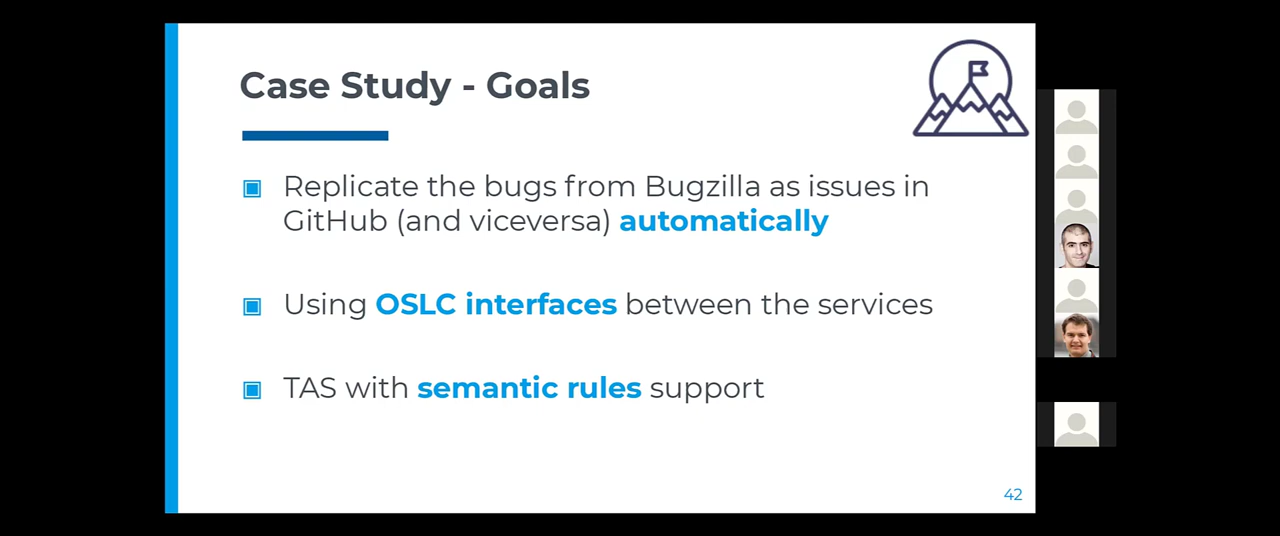 Case Study - Goals
Replicate the bugs from Bugzilla as issues in
GitHub (and viceversa) automatically
Using OSLC interfaces between the services
TAS with semantic rules support
42